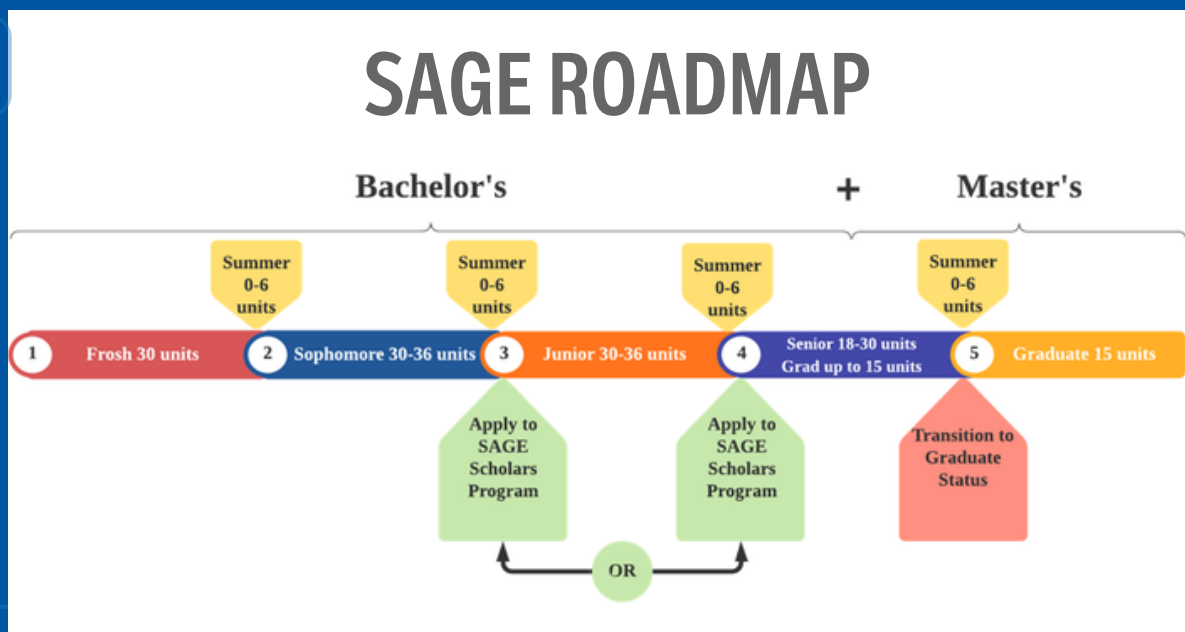 SAGE ROADMAP
Bachelor's
+
Master's
Summer
0-6
units
Summer
0-6
units
Summer
0-6
units
Summer
0-6
units
1
Frosh 30 units
2
Sophomore 30-36 units
3
Junior 30-36 units
4
Senior 18-30 units
Grad up to 15 units
5
Graduate 15 units
Apply to
SAGE
Scholars
Program
Apply to
SAGE
Scholars
Program
Transition to
Graduate
Status
OR